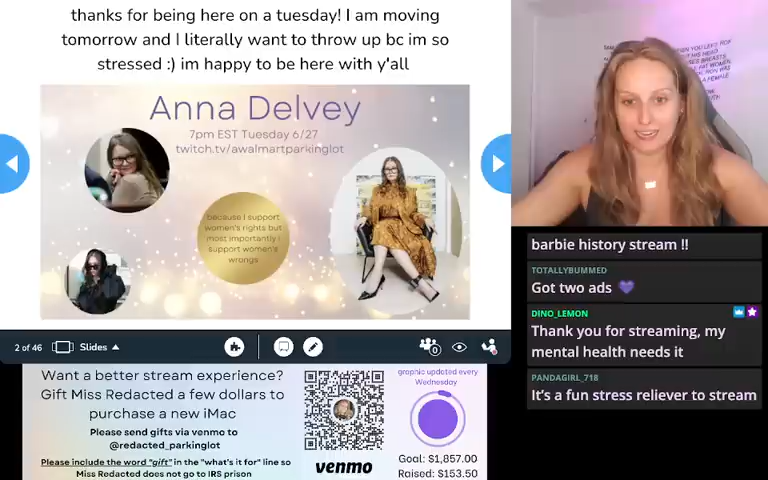 thanks for being here on a tuesday! I am moving
tomorrow and I literally want to throw up bc im so
stressed :) im happy to be here with y'all
Anna Delvey
7pm EST Tuesday 6/27
twitch.tv/awalmartparkinglot
because I support
women's rights but
most importantly I
support women's
wrongs
2 of 46
Slides
0
Want a better stream experience?
Gift Miss Redacted a few dollars to
purchase a new iMac
Please send gifts via venmo to
@redacted_parkinglot
Please include the word "gift" in the "what's it for" line so
Miss Redacted does not go to IRS prison
venmo
graphic updated every
Wednesday
Goal: $1,857.00
Raised: $153.50
barbie history stream !!
TOTALLYBUMMED
Got two ads 💜
DINO_LEMON
Thank you for streaming, my
mental health needs it
PANDAGIRL_718
It's a fun stress reliever to stream